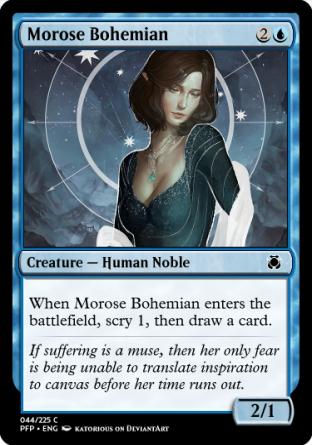 Morose Bohemian 2
Creature — Human Noble
When Morose Bohemian enters the
battlefield, scry 1, then draw a card.
If suffering is a muse, then her only fear
is being unable to translate inspiration
to canvas before her time runs out.
044/225 C
PFP • ENG KATORIOUS ON DEVIANTART
2/1